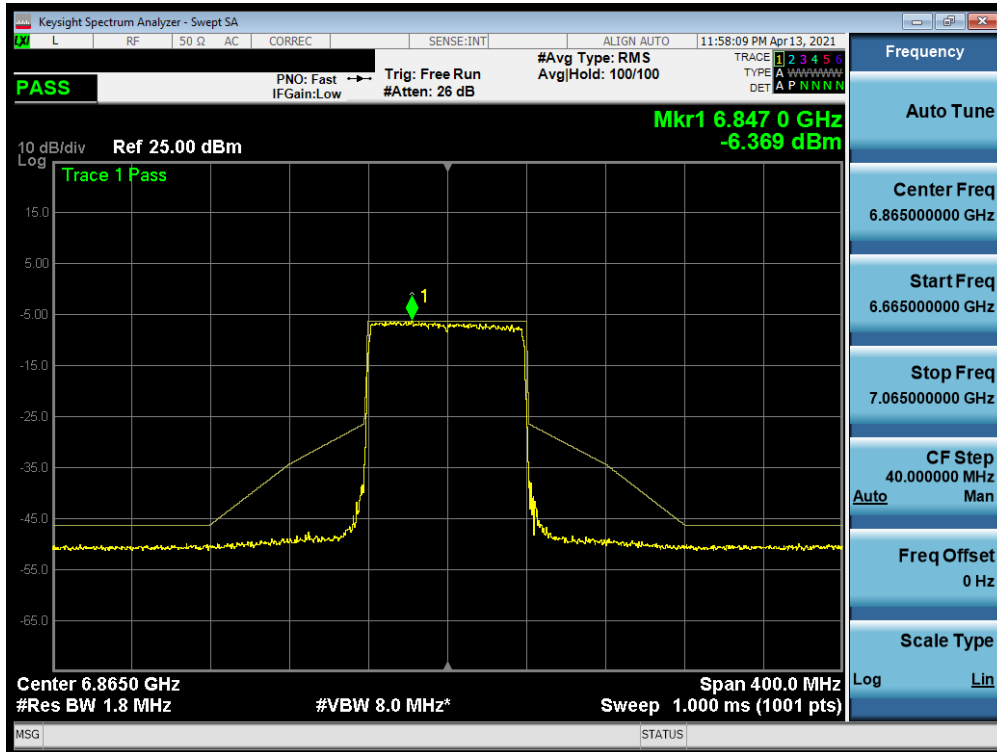 Keysight Spectrum Analyzer - Swept SA
LXI L RF 50 Ω AC CORREC SENSE:INT ALIGN AUTO 11:58:09 PM Apr 13, 2021
PASS
PNO: Fast
IFGain:Low
Trig: Free Run
#Atten: 26 dB
#Avg Type: RMS
Avg|Hold: 100/100
TRACE 1 2 3 4 5 6
TYPE A WWWWW
DET A P N N N N
Mkr1 6.847 0 GHz
-6.369 dBm
10 dB/div Ref 25.00 dBm
Log
Trace 1 Pass
15.0
5.00
1
-5.00
-15.0
-25.0
-35.0
-45.0
-55.0
-65.0
Center 6.8650 GHz Span 400.0 MHz
#Res BW 1.8 MHz #VBW 8.0 MHz* Sweep 1.000 ms (1001 pts)
MSG STATUS
Frequency
Auto Tune
Center Freq
6.865000000 GHz
Start Freq
6.665000000 GHz
Stop Freq
7.065000000 GHz
CF Step
40.000000 MHz
Auto Man
Freq Offset
0 Hz
Scale Type
Log Lin